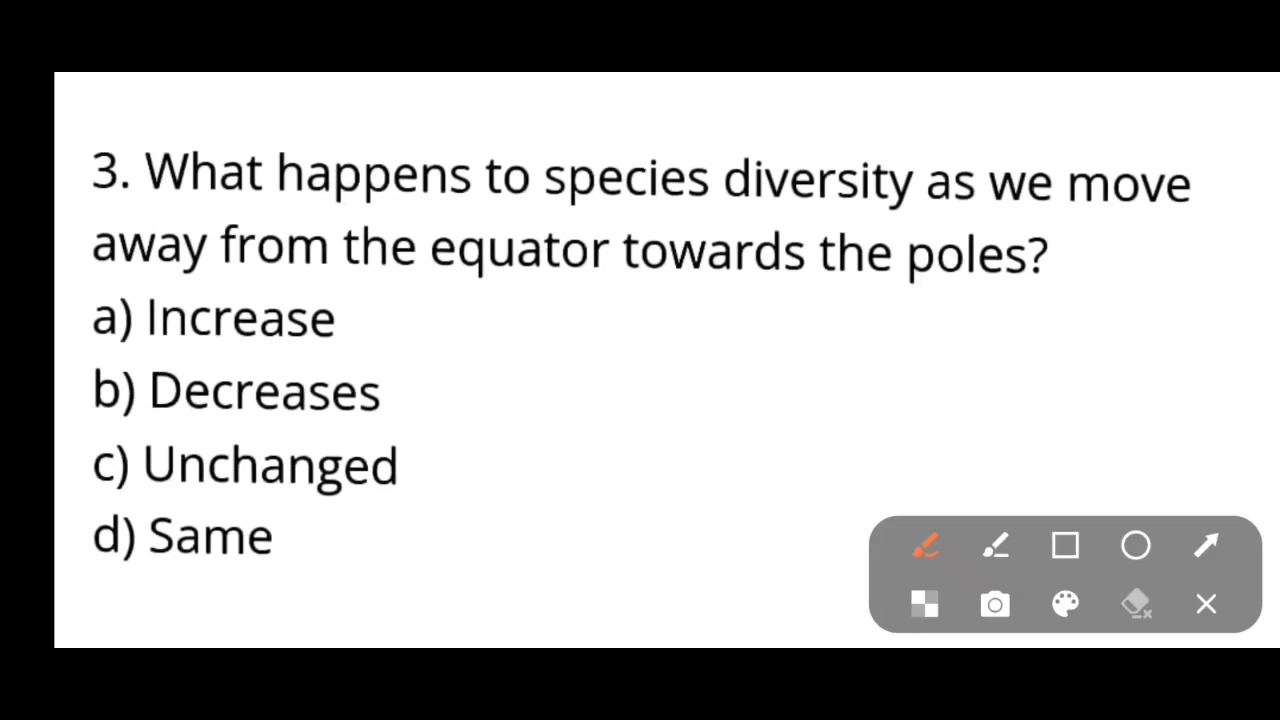 3. What happens to species diversity as we move
away from the equator towards the poles?
a) Increase
b) Decreases
c) Unchanged
d) Same